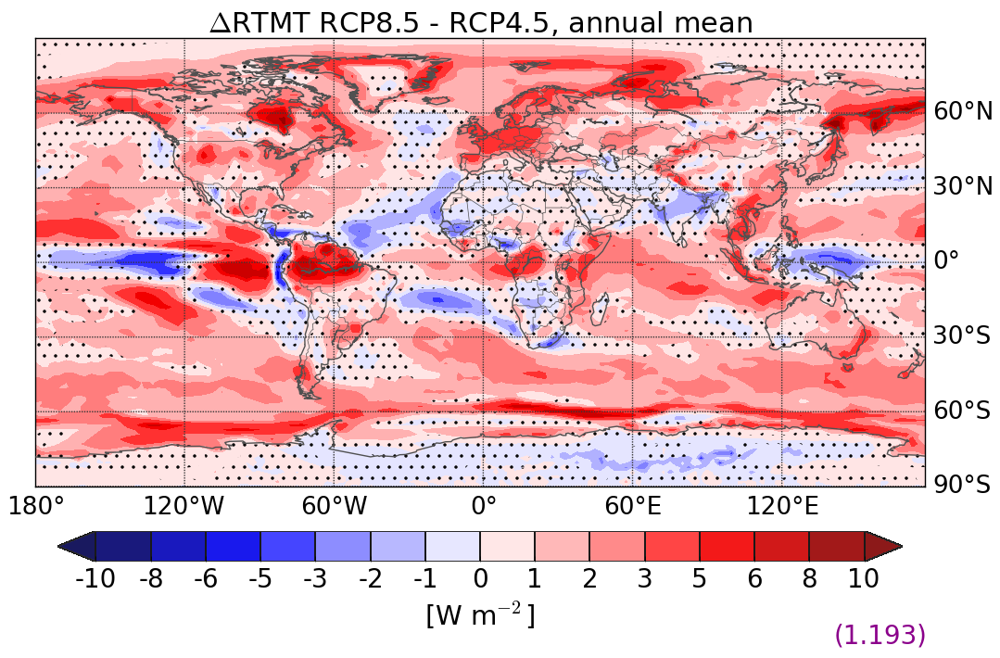 ΔRTMT RCP8.5 - RCP4.5, annual mean
60°N
30°N
0°
30°S
60°S
90°S
180° 120°W 60°W 0° 60°E 120°E
-10 -8 -6 -5 -3 -2 -1 0 1 2 3 5 6 8 10
[W m⁻²]
(1.193)